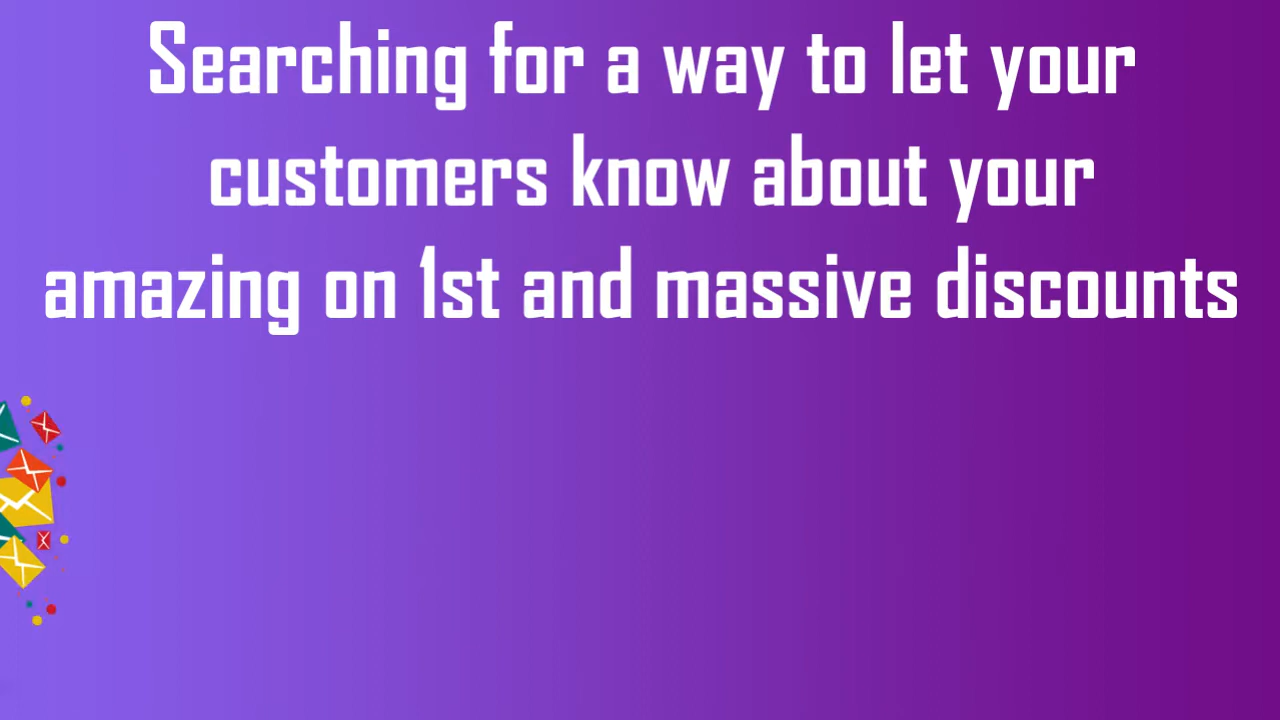 Searching for a way to let your
customers know about your
amazing on 1st and massive discounts